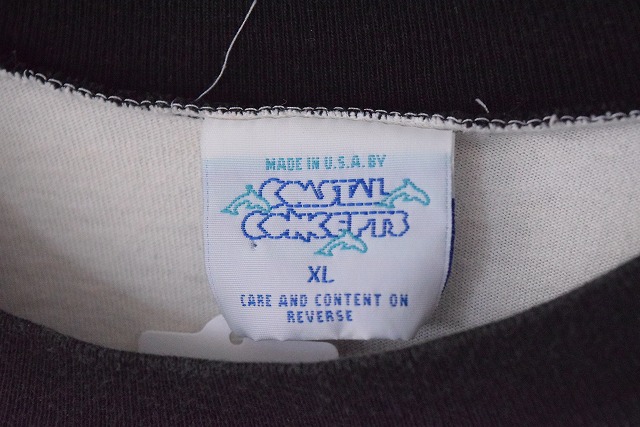 MADE IN U.S.A. BY
COASTAL
CONCEPTS
XL
CARE AND CONTENT ON
REVERSE